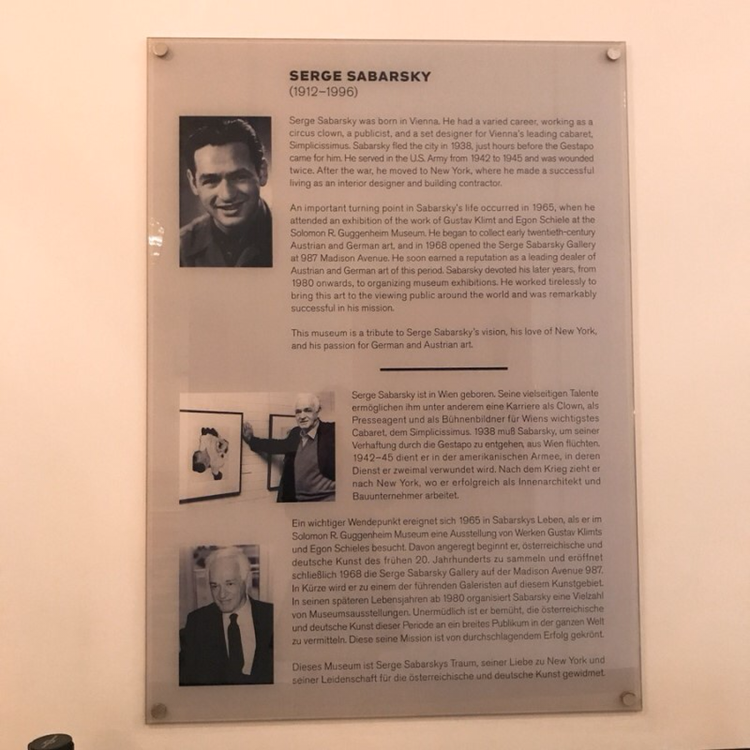 SERGE SABARSKY
(1912–1996)
Serge Sabarsky was born in Vienna. He had a varied career, working as a
circus clown, a publicist, and a set designer for Vienna's leading cabaret,
Simplicissimus. Sabarsky fled the city in 1938, just hours before the Gestapo
came for him. He served in the U.S. Army from 1942 to 1945 and was wounded
twice. After the war, he moved to New York, where he made a successful
living as an interior designer and building contractor.
An important turning point in Sabarsky's life occurred in 1965, when he
attended an exhibition of the work of Gustav Klimt and Egon Schiele at the
Solomon R. Guggenheim Museum. He began to collect early twentieth-century
Austrian and German art, and in 1968 opened the Serge Sabarsky Gallery
at 987 Madison Avenue. He soon earned a reputation as a leading dealer of
Austrian and German art of this period. Sabarsky devoted his later years, from
1980 onwards, to organizing museum exhibitions. He worked tirelessly to
bring this art to the viewing public around the world and was remarkably
successful in his mission.
This museum is a tribute to Serge Sabarsky's vision, his love of New York,
and his passion for German and Austrian art.
Serge Sabarsky ist in Wien geboren. Seine vielseitigen Talente
ermöglichen ihm unter anderem eine Karriere als Clown, als
Presseagent und als Bühnenbildner für Wiens wichtigstes
Cabaret, dem Simplicissimus. 1938 muß Sabarsky, um seiner
Verhaftung durch die Gestapo zu entgehen, aus Wien flüchten.
1942–45 dient er in der amerikanischen Armee, in deren
Dienst er zweimal verwundet wird. Nach dem Krieg zieht er
nach New York, wo er erfolgreich als Innenarchitekt und
Bauunternehmer arbeitet.
Ein wichtiger Wendepunkt ereignet sich 1965 in Sabarskys Leben, als er im
Solomon R. Guggenheim Museum eine Ausstellung von Werken Gustav Klimts
und Egon Schieles besucht. Davon angeregt beginnt er, österreichische und
deutsche Kunst des frühen 20. Jahrhunderts zu sammeln und eröffnet
schließlich 1968 die Serge Sabarsky Gallery auf der Madison Avenue 987.
In Kürze wird er zu einem der führenden Galeristen auf diesem Kunstgebiet.
In seinen späteren Lebensjahren ab 1980 organisiert Sabarsky eine Vielzahl
von Museumsausstellungen. Unermüdlich ist er bemüht, die österreichische
und deutsche Kunst dieser Periode an ein breites Publikum in der ganzen Welt
zu vermitteln. Diese seine Mission ist von durchschlagendem Erfolg gekrönt.
Dieses Museum ist Serge Sabarskys Traum, seiner Liebe zu New York und
seiner Leidenschaft für die österreichische und deutsche Kunst gewidmet.